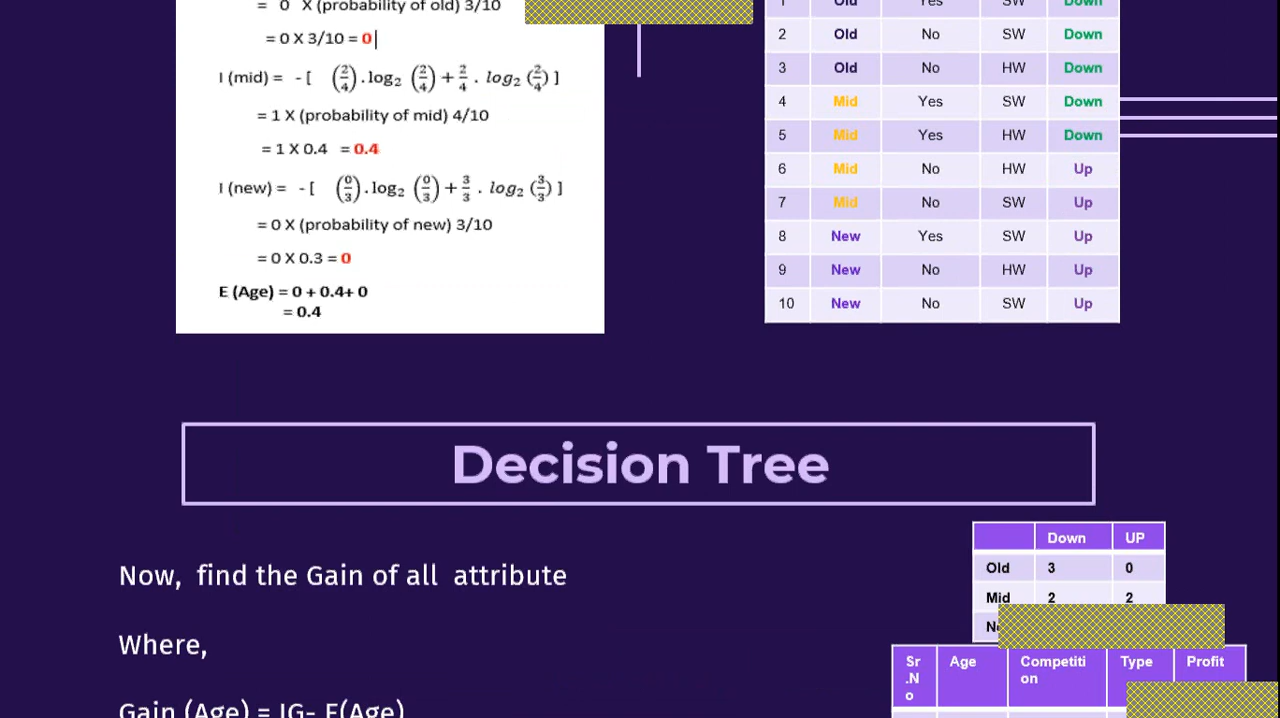 = 0 X (probability of old) 3/10
= 0 X 3/10 = 0
I (mid) = - [ (2/4) . log₂ (2/4) + 2/4 . log₂ (2/4) ]
= 1 X (probability of mid) 4/10
= 1 X 0.4 = 0.4
I (new) = - [ (0/3) . log₂ (0/3) + 3/3 . log₂ (3/3) ]
= 0 X (probability of new) 3/10
= 0 X 0.3 = 0
E (Age) = 0 + 0.4+ 0
= 0.4
1 Old Yes SW Down
2 Old No SW Down
3 Old No HW Down
4 Mid Yes SW Down
5 Mid Yes HW Down
6 Mid No HW Up
7 Mid No SW Up
8 New Yes SW Up
9 New No HW Up
10 New No SW Up
Decision Tree
Now, find the Gain of all attribute
Where,
Gain (Age) = IG- E(Age)
Down UP
Old 3 0
Mid 2 2
Sr.No Age Competition Type Profit